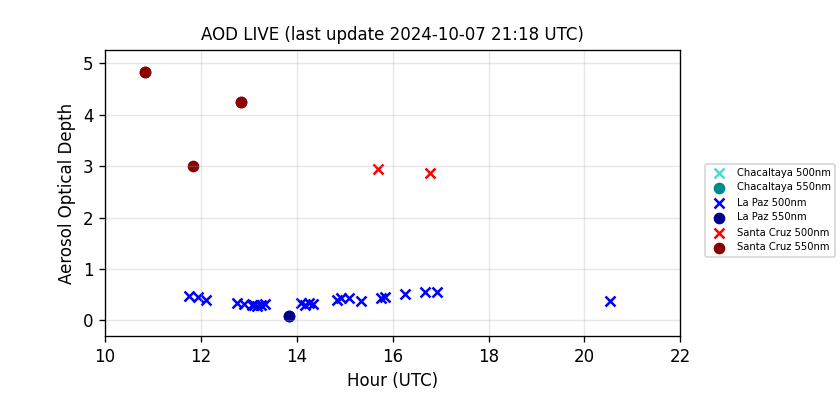 AOD LIVE (last update 2024-10-07 21:18 UTC)
5
4
3
2
1
0
Aerosol Optical Depth
10 12 14 16 18 20 22
Hour (UTC)
Chacaltaya 500nm
Chacaltaya 550nm
La Paz 500nm
La Paz 550nm
Santa Cruz 500nm
Santa Cruz 550nm